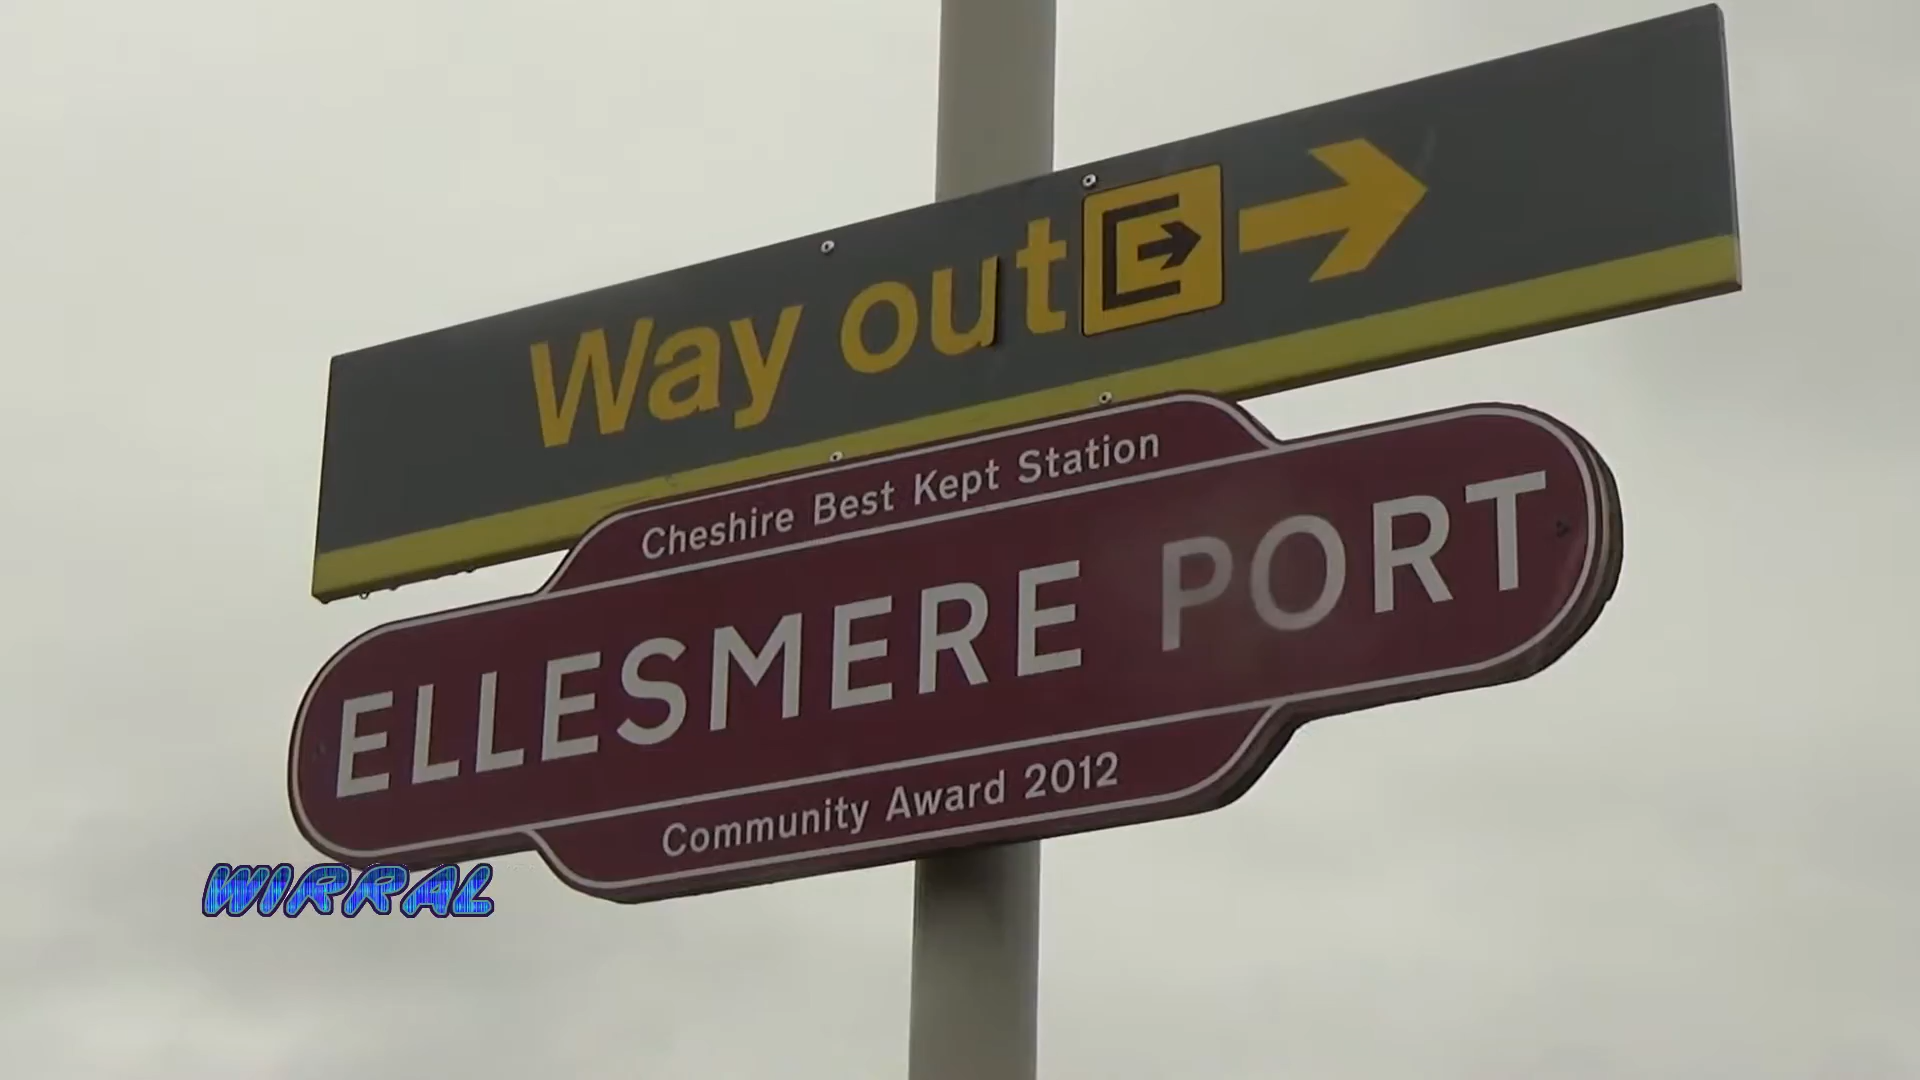 Way out
Cheshire Best Kept Station
ELLESMERE PORT
Community Award 2012
WIRRAL